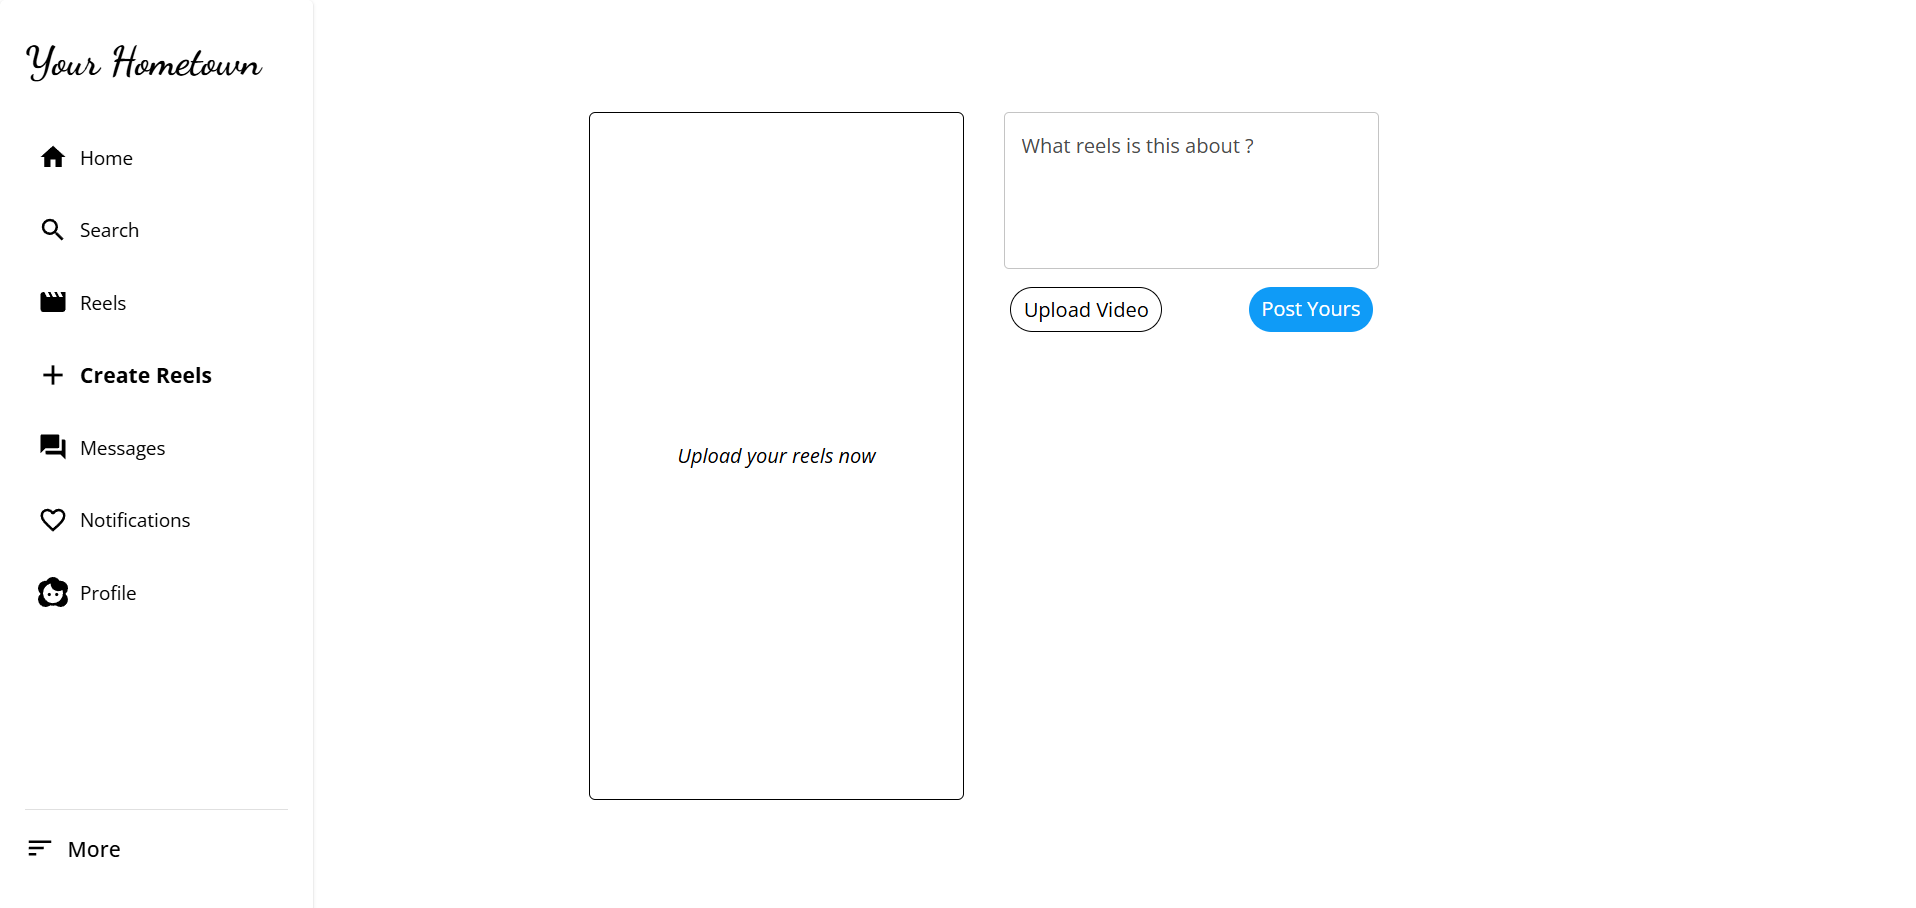 Your Hometown
Home
Search
Reels
Create Reels
Messages
Notifications
Profile
More
Upload your reels now
What reels is this about ?
Upload Video
Post Yours